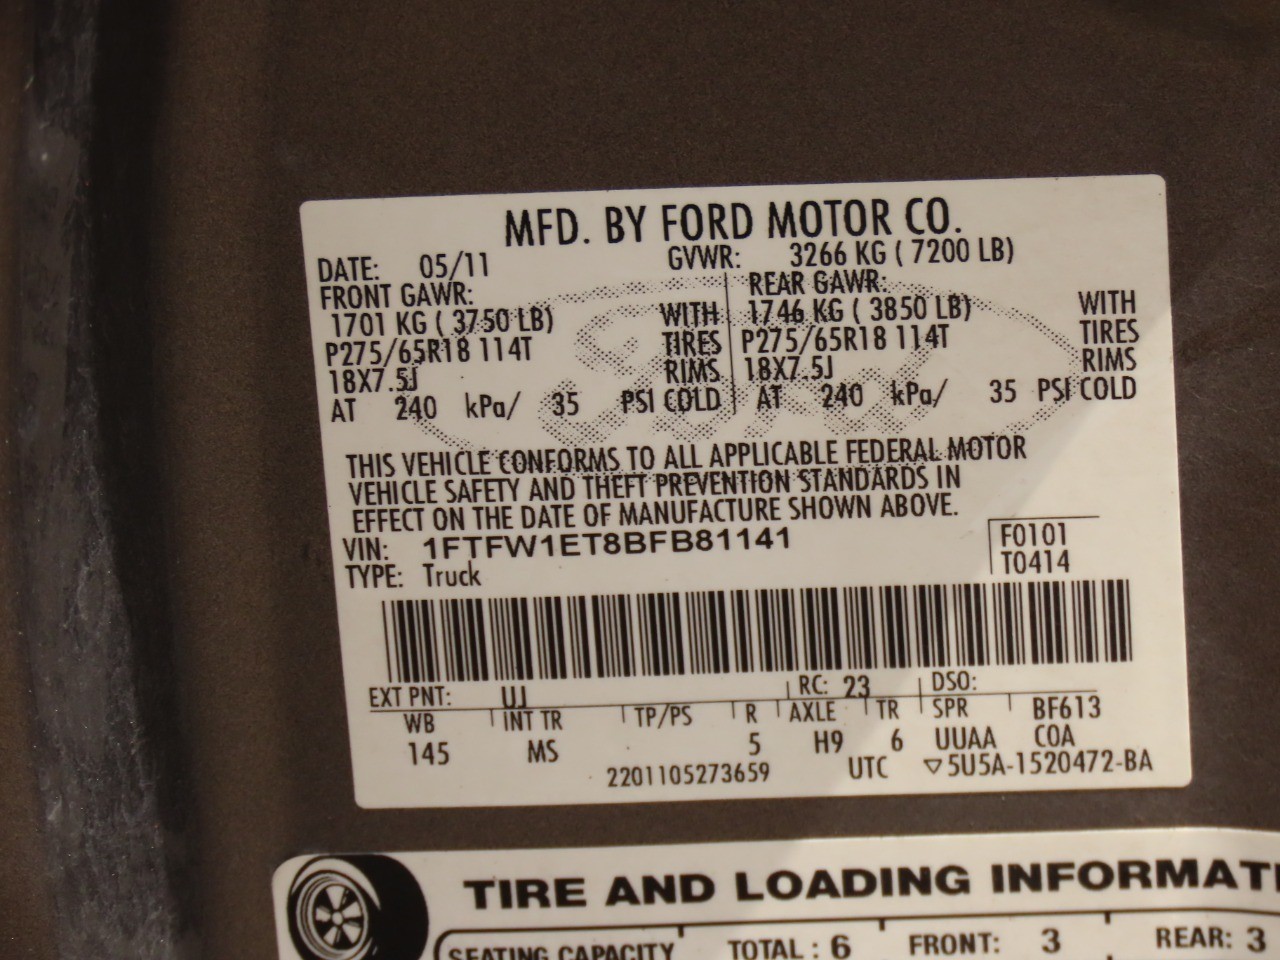 MFD. BY FORD MOTOR CO.
DATE: 05/11 GVWR: 3266 KG ( 7200 LB)
FRONT GAWR: REAR GAWR:
1701 KG ( 3750 LB) WITH 1746 KG ( 3850 LB) WITH
P275/65R18 114T TIRES P275/65R18 114T TIRES
18X7.5J RIMS 18X7.5J RIMS
AT 240 kPa/ 35 PSI COLD AT 240 kPa/ 35 PSI COLD
Ford
THIS VEHICLE CONFORMS TO ALL APPLICABLE FEDERAL MOTOR
VEHICLE SAFETY AND THEFT PREVENTION STANDARDS IN
EFFECT ON THE DATE OF MANUFACTURE SHOWN ABOVE.
VIN: 1FTFW1ET8BFB81141 F0101
TYPE: Truck T0414
EXT PNT: UJ RC: 23 DSO:
WB INT TR TP/PS R AXLE TR SPR BF613
145 MS 5 H9 6 UUAA COA
2201105273659 UTC ▽5U5A-1520472-BA
TIRE AND LOADING INFORMATI
SEATING CAPACITY TOTAL : 6 FRONT: 3 REAR: 3